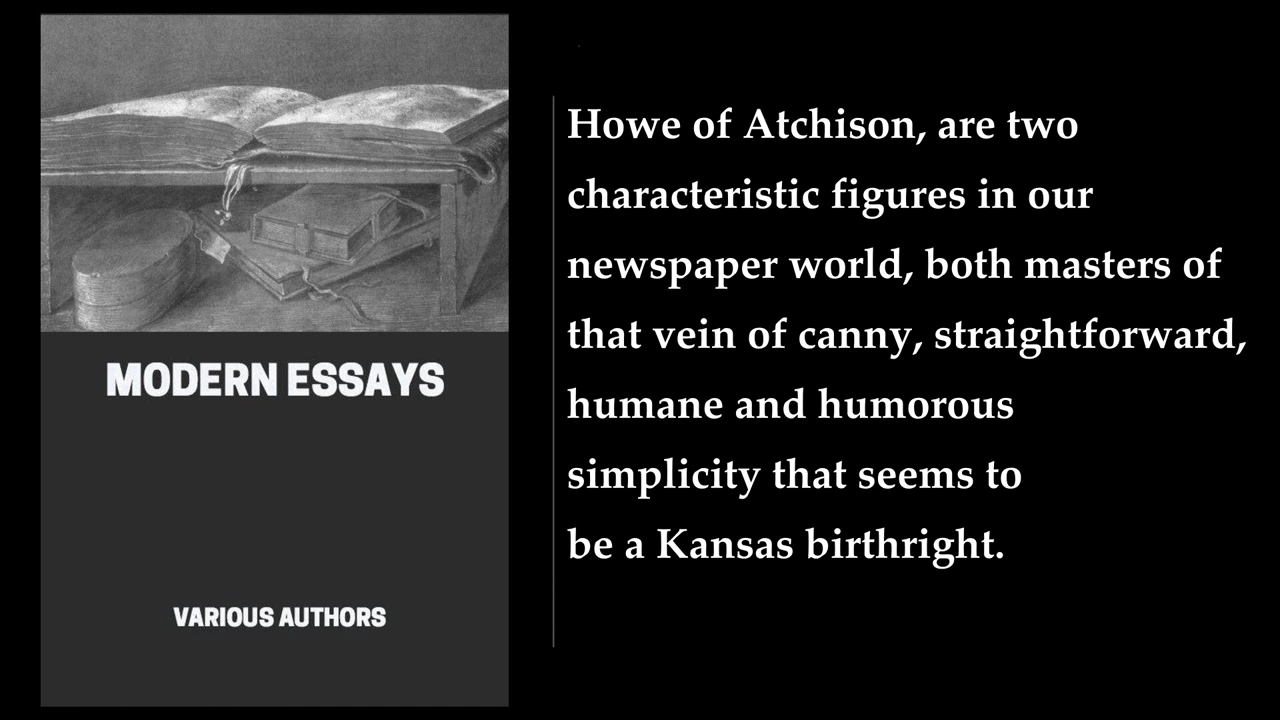 MODERN ESSAYS
VARIOUS AUTHORS
Howe of Atchison, are two
characteristic figures in our
newspaper world, both masters of
that vein of canny, straightforward,
humane and humorous
simplicity that seems to
be a Kansas birthright.